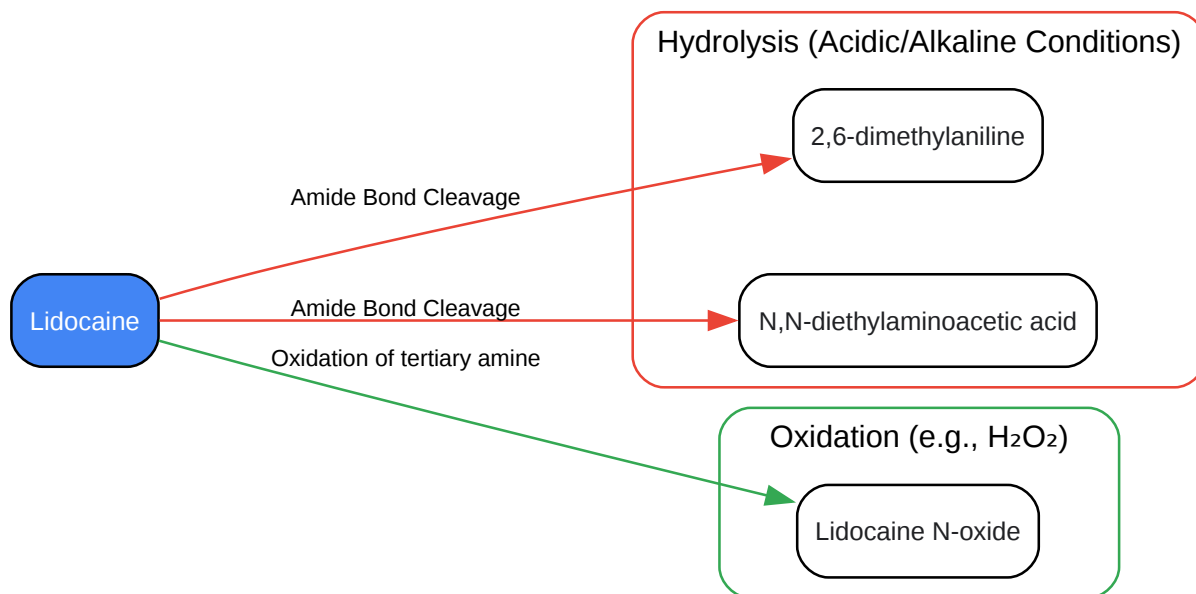 Hydrolysis (Acidic/Alkaline Conditions)
2,6-dimethylaniline
Amide Bond Cleavage
Lidocaine
Amide Bond Cleavage
N,N-diethylaminoacetic acid
Oxidation of tertiary amine
Oxidation (e.g., H₂O₂)
Lidocaine N-oxide